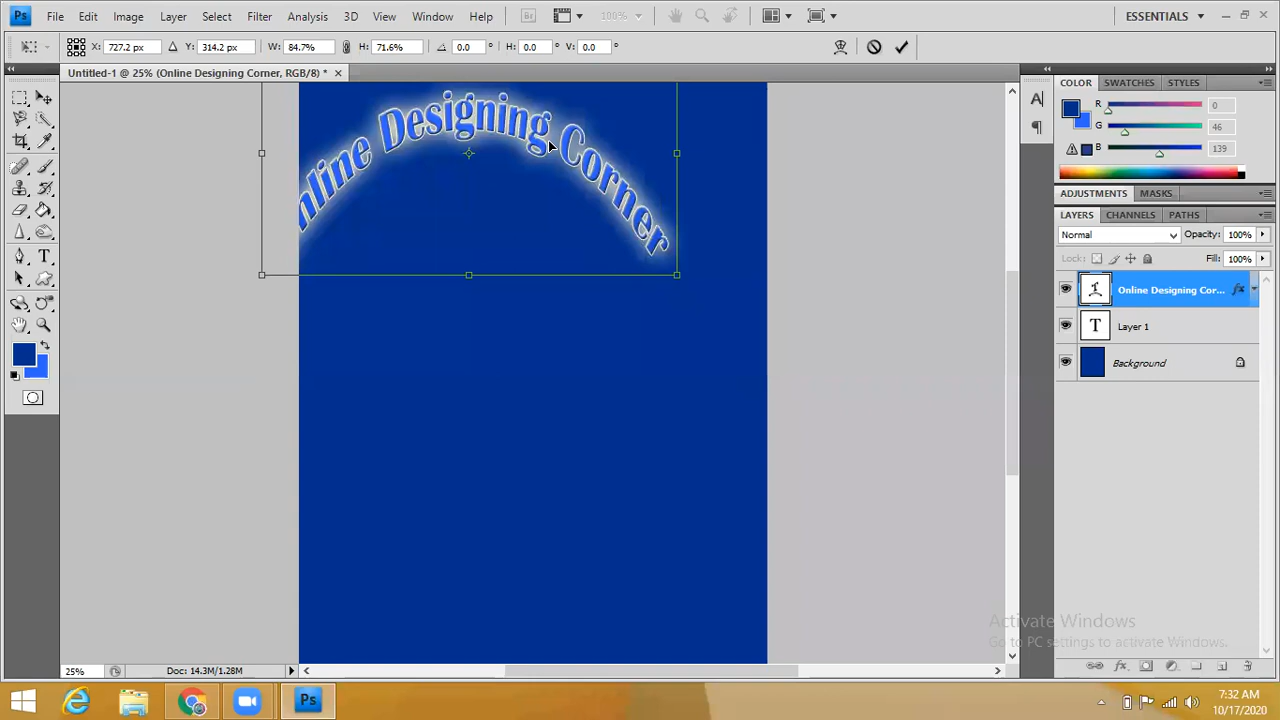 File Edit Image Layer Select Filter Analysis 3D View Window Help Br 100% ESSENTIALS
X: 727.2 px Y: 314.2 px W: 84.7% H: 71.6% 0.0 ° H: 0.0 ° V: 0.0 °
Untitled-1 @ 25% (Online Designing Corner, RGB/8) *
nline Designing Corner
COLOR SWATCHES STYLES
R 0
G 46
B 139
ADJUSTMENTS MASKS
LAYERS CHANNELS PATHS
Normal Opacity: 100%
Lock: Fill: 100%
Online Designing Cor... fx
T Layer 1
Background
Activate Windows
Go to PC settings to activate Windows.
25% Doc: 14.3M/1.28M
Ps
7:32 AM
10/17/2020